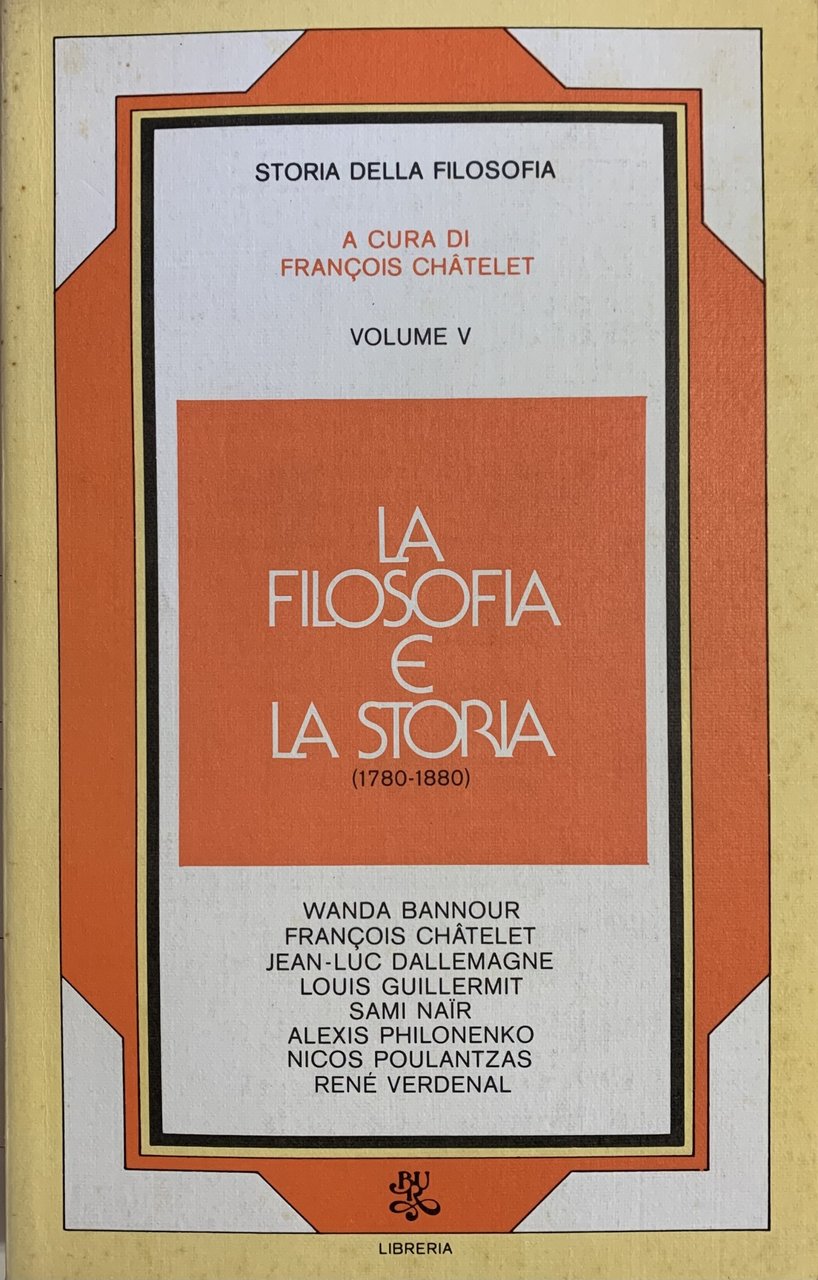 STORIA DELLA FILOSOFIA
A CURA DI
FRANÇOIS CHÂTELET
VOLUME V
LA
FILOSOFIA
E
LA STORIA
(1780-1880)
WANDA BANNOUR
FRANÇOIS CHÂTELET
JEAN-LUC DALLEMAGNE
LOUIS GUILLERMIT
SAMI NAÏR
ALEXIS PHILONENKO
NICOS POULANTZAS
RENÉ VERDENAL
BUR
LIBRERIA